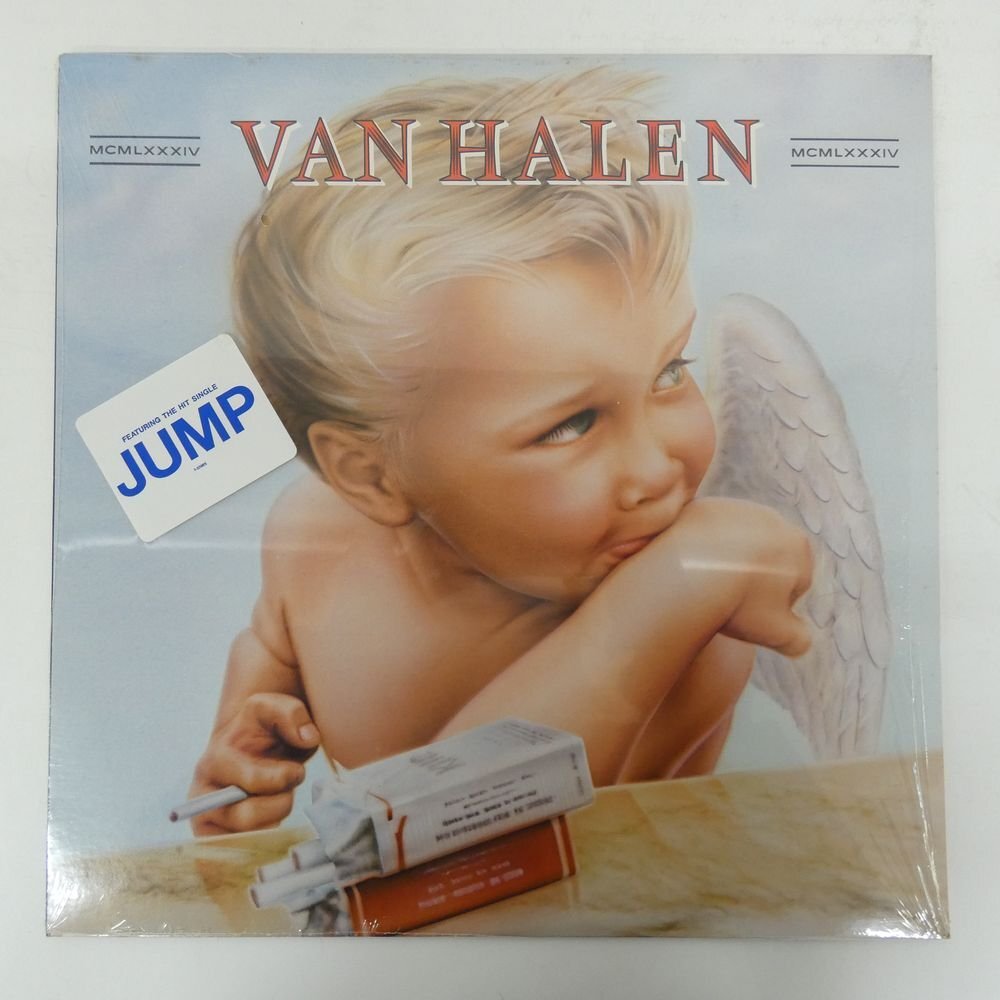 MCMLXXXIV
VAN HALEN
MCMLXXXIV
FEATURING THE HIT SINGLE
JUMP